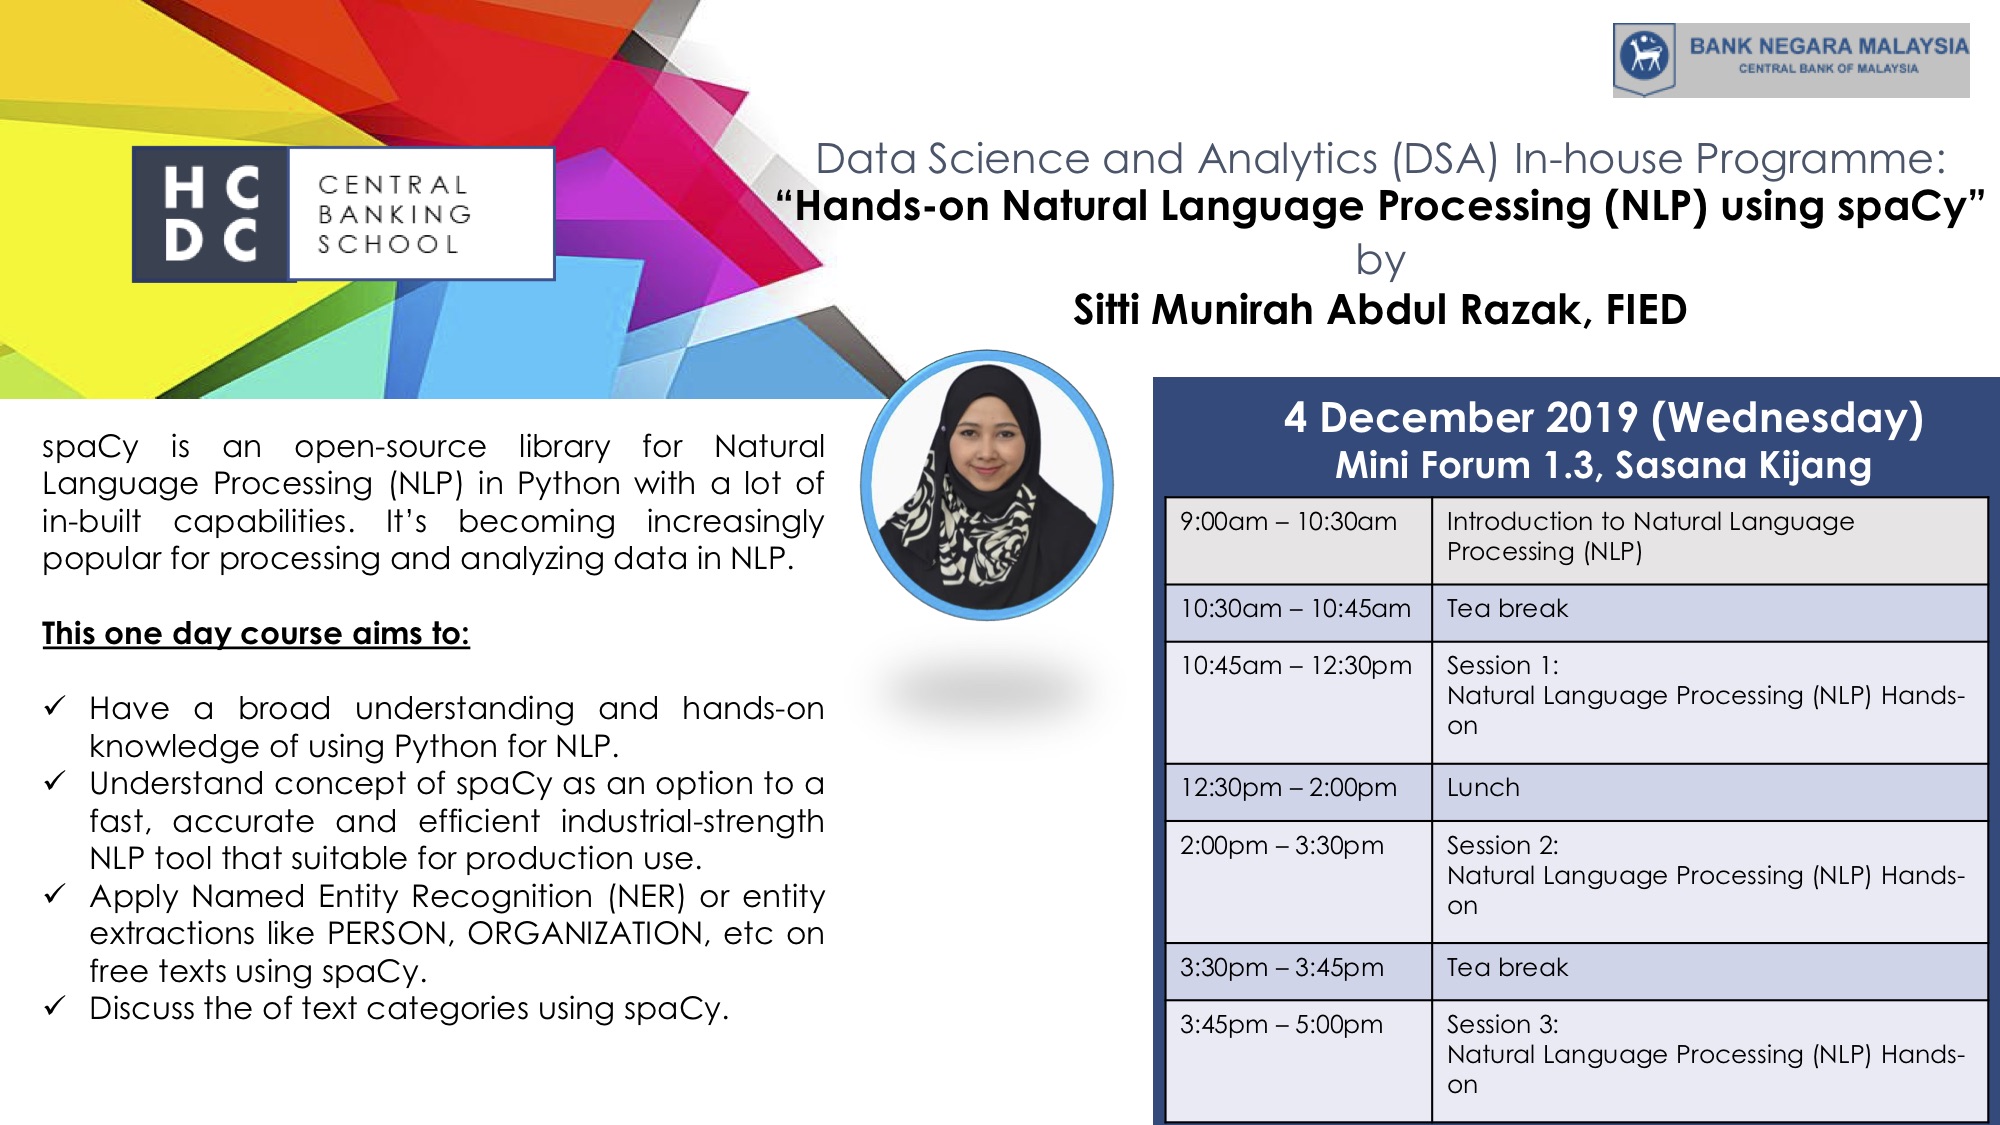 BANK NEGARA MALAYSIA
CENTRAL BANK OF MALAYSIA
HC
DC
CENTRAL
BANKING
SCHOOL
Data Science and Analytics (DSA) In-house Programme:
“Hands-on Natural Language Processing (NLP) using spaCy”
by
Sitti Munirah Abdul Razak, FIED
spaCy is an open-source library for Natural
Language Processing (NLP) in Python with a lot of
in-built capabilities. It’s becoming increasingly
popular for processing and analyzing data in NLP.
This one day course aims to:
✓ Have a broad understanding and hands-on
knowledge of using Python for NLP.
✓ Understand concept of spaCy as an option to a
fast, accurate and efficient industrial-strength
NLP tool that suitable for production use.
✓ Apply Named Entity Recognition (NER) or entity
extractions like PERSON, ORGANIZATION, etc on
free texts using spaCy.
✓ Discuss the of text categories using spaCy.
4 December 2019 (Wednesday)
Mini Forum 1.3, Sasana Kijang
9:00am – 10:30am
Introduction to Natural Language
Processing (NLP)
10:30am – 10:45am
Tea break
10:45am – 12:30pm
Session 1:
Natural Language Processing (NLP) Hands-
on
12:30pm – 2:00pm
Lunch
2:00pm – 3:30pm
Session 2:
Natural Language Processing (NLP) Hands-
on
3:30pm – 3:45pm
Tea break
3:45pm – 5:00pm
Session 3:
Natural Language Processing (NLP) Hands-
on